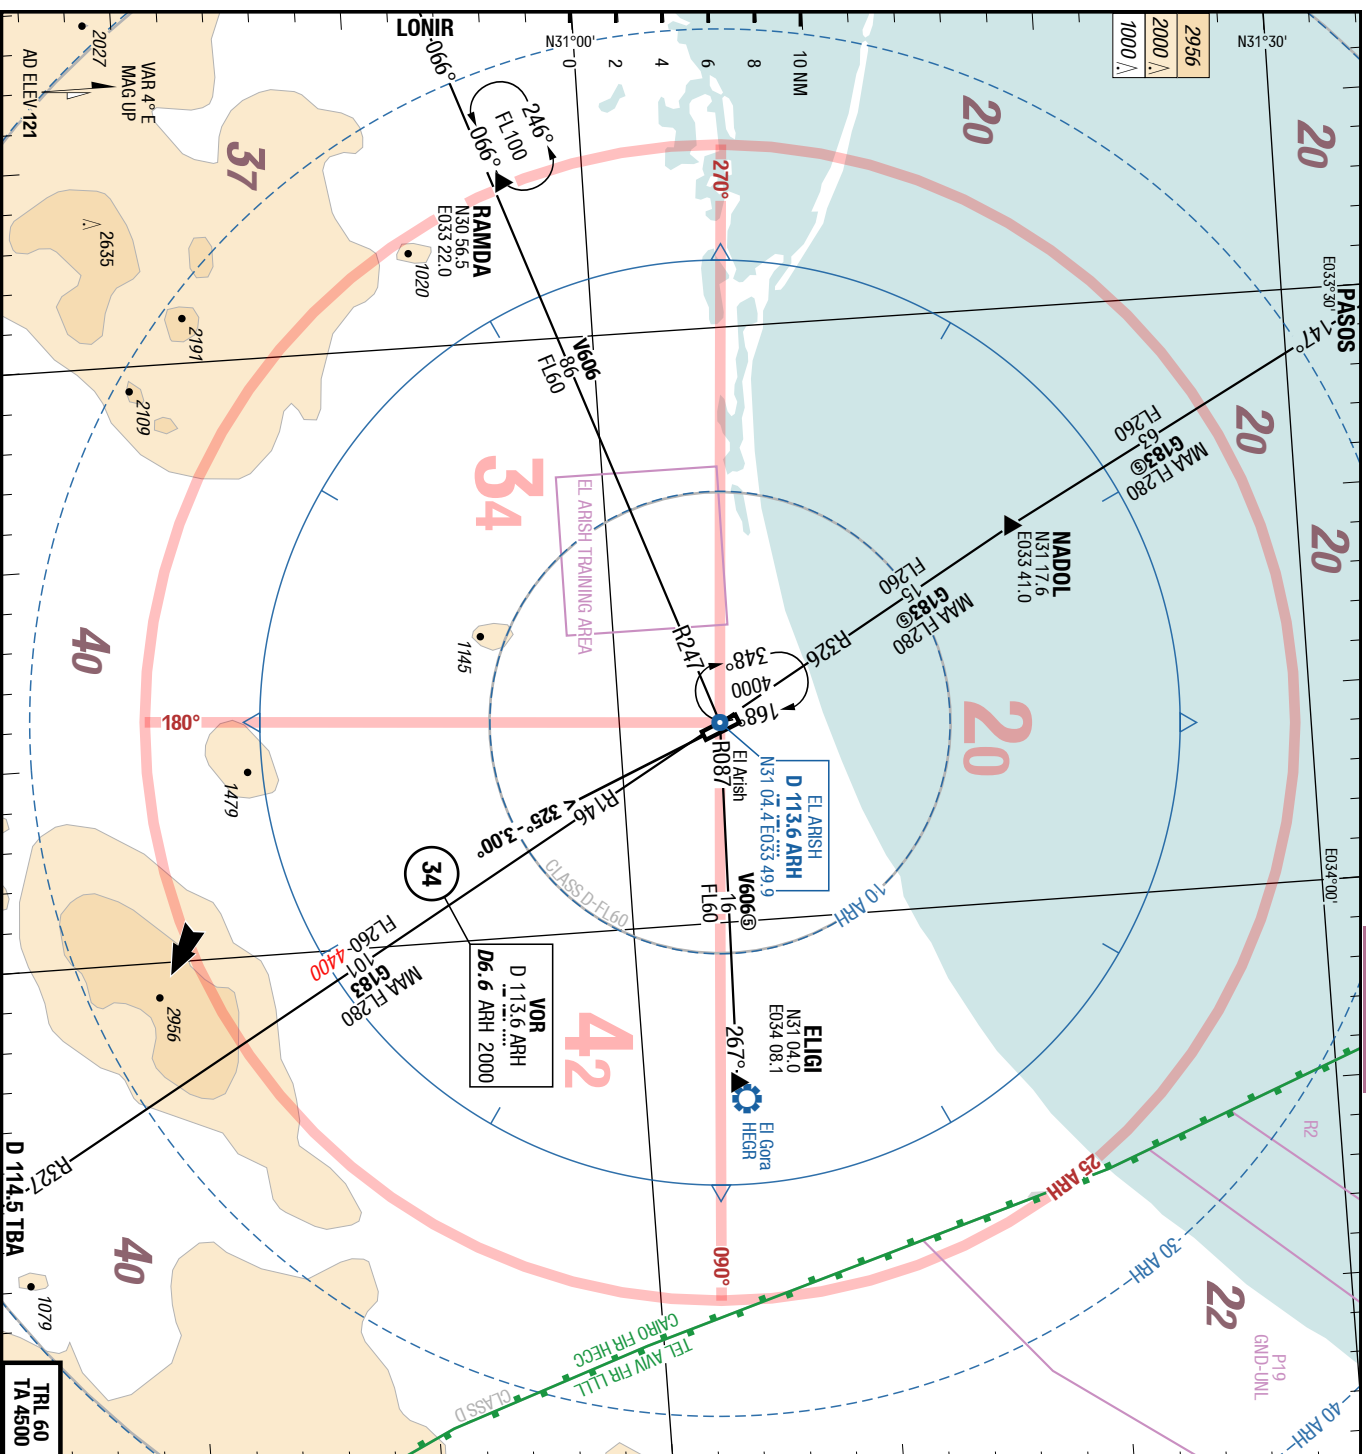 LONIR
066°
066°
246°
FL100
RAMDA
N30 56.5
E033 22.0
V606
86
FL60
R247
N31°00'
0
2
4
6
8
10 NM
2956
2000
1000
N31°30'
20
20
20
20
20
22
37
34
40
40
42
2027
VAR 4° E
MAG UP
AD ELEV 121
2635
2191
2109
1020
1145
1479
2956
1079
270°
180°
090°
E033°30'
PASOS
147°
FL260
63
G183⑤
MAA FL280
NADOL
N31 17.6
E033 41.0
FL260
15
G183⑤
MAA FL280
R326
EL ARISH TRAINING AREA
348°
4000
168°
El Arish
R087
EL ARISH
D 113.6 ARH
N31 04.4 E033 49.9
V606⑤
16
FL60
10 ARH
E034°00'
R146
< 325° - 3.00°
CLASS D-FL60
34
VOR
D 113.6 ARH
D6.6 ARH 2000
FL260
4400
101
G183
MAA FL280
ELIGI
N31 04.0
E034 08.1
267°
El Gora
HEGR
R327
D 114.5 TBA
25 ARH
30 ARH
40 ARH
R2
P19
GND-UNL
CAIRO FIR HECC
TEL AVIV FIR LLLL
CLASS D
TRL 60
TA 4500